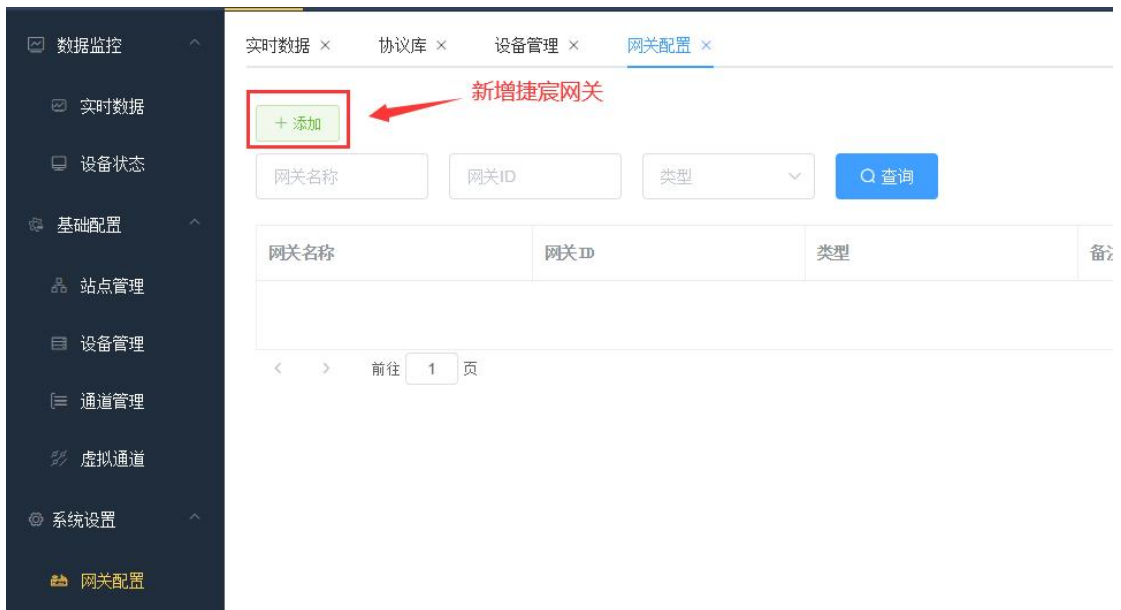 数据监控
实时数据
设备状态
基础配置
站点管理
设备管理
通道管理
虚拟通道
系统设置
网关配置
实时数据 × 协议库 × 设备管理 × 网关配置 ×
新增捷宸网关
+ 添加
网关名称 网关ID 类型 查询
网关名称 网关ID 类型 备注
< > 前往 1 页